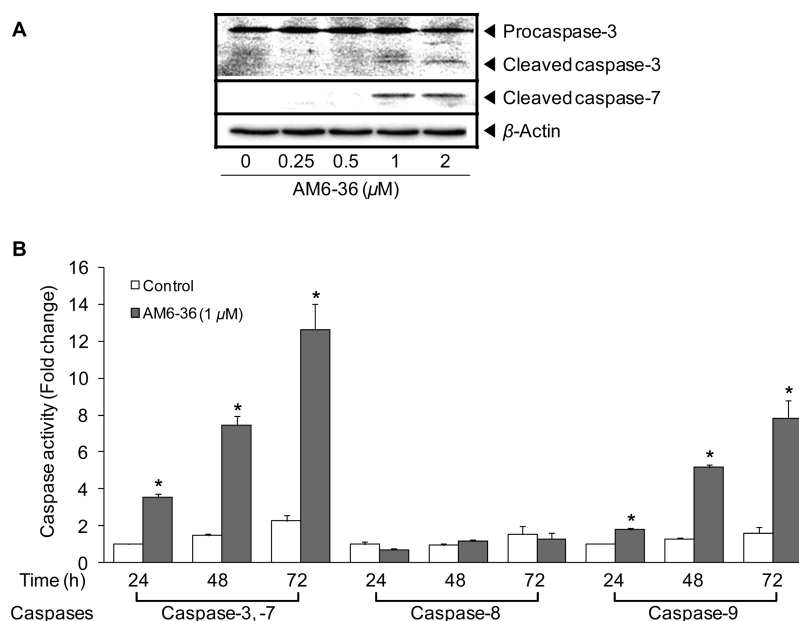 A
Procaspase-3
Cleaved caspase-3
Cleaved caspase-7
β-Actin
0 0.25 0.5 1 2
AM6-36 (µM)
B
Caspase activity (Fold change)
16
14
12
10
8
6
4
2
0
Control
AM6-36 (1 µM)
* * * * * *
Time (h) 24 48 72 24 48 72 24 48 72
Caspases Caspase-3, -7 Caspase-8 Caspase-9